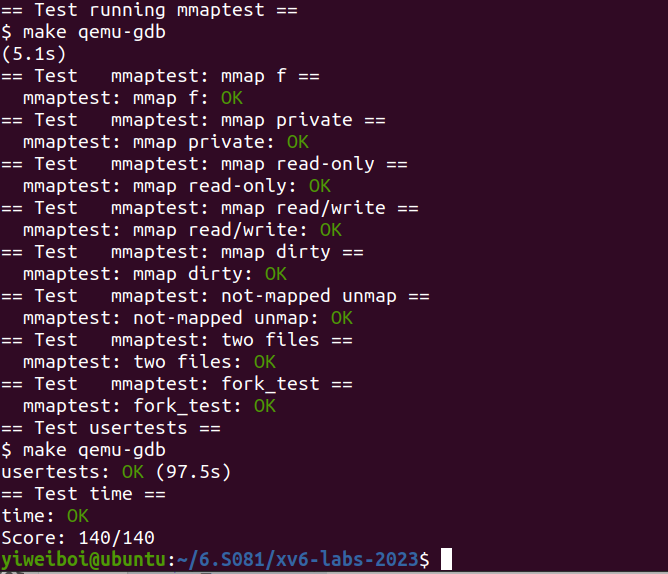 == Test running mmaptest ==
$ make qemu-gdb
(5.1s)
== Test   mmaptest: mmap f ==
  mmaptest: mmap f: OK
== Test   mmaptest: mmap private ==
  mmaptest: mmap private: OK
== Test   mmaptest: mmap read-only ==
  mmaptest: mmap read-only: OK
== Test   mmaptest: mmap read/write ==
  mmaptest: mmap read/write: OK
== Test   mmaptest: mmap dirty ==
  mmaptest: mmap dirty: OK
== Test   mmaptest: not-mapped unmap ==
  mmaptest: not-mapped unmap: OK
== Test   mmaptest: two files ==
  mmaptest: two files: OK
== Test   mmaptest: fork_test ==
  mmaptest: fork_test: OK
== Test usertests ==
$ make qemu-gdb
usertests: OK (97.5s)
== Test time ==
time: OK
Score: 140/140
yiweiboi@ubuntu:~/6.S081/xv6-labs-2023$